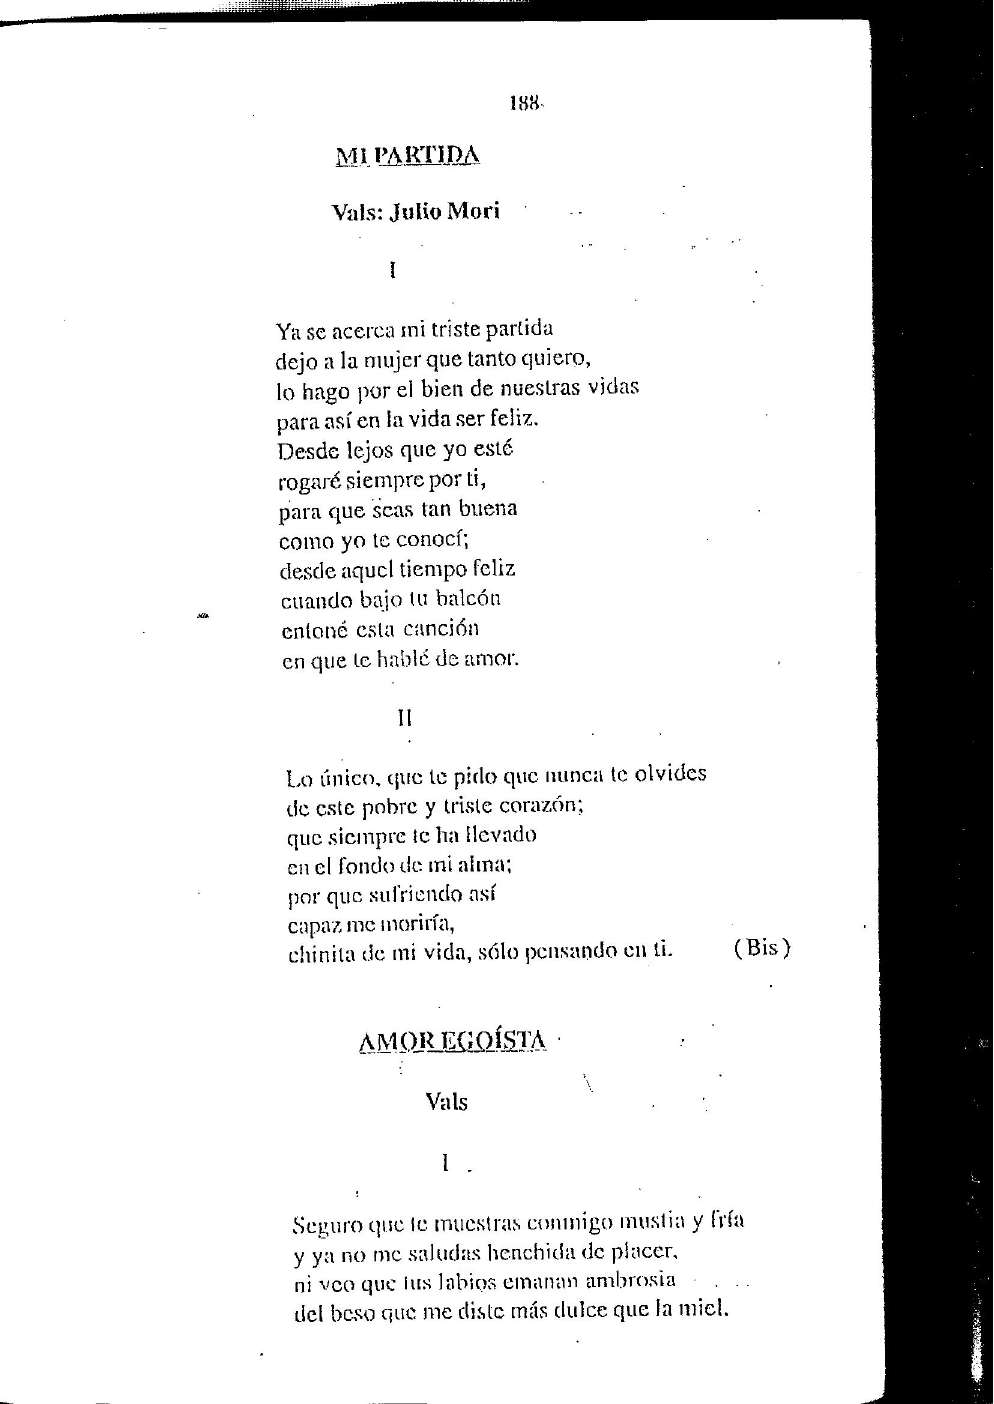 188
MI PARTIDA
Vals: Julio Mori
I
Ya se acerca mi triste partida
dejo a la mujer que tanto quiero,
lo hago por el bien de nuestras vidas
para así en la vida ser feliz.
Desde lejos que yo esté
rogaré siempre por ti,
para que seas tan buena
como yo te conocí;
desde aquel tiempo feliz
cuando bajo tu balcón
entoné esta canción
en que te hablé de amor.
II
Lo único, que te pido que nunca te olvides
de este pobre y triste corazón;
que siempre te ha llevado
en el fondo de mi alma;
por que sufriendo así
capaz me moriría,
chinita de mi vida, sólo pensando en ti. (Bis)
AMOR EGOÍSTA
Vals
I
Seguro que te muestras conmigo mustia y fría
y ya no me saludas henchida de placer,
ni veo que tus labios emanan ambrosia
del beso que me diste más dulce que la miel.